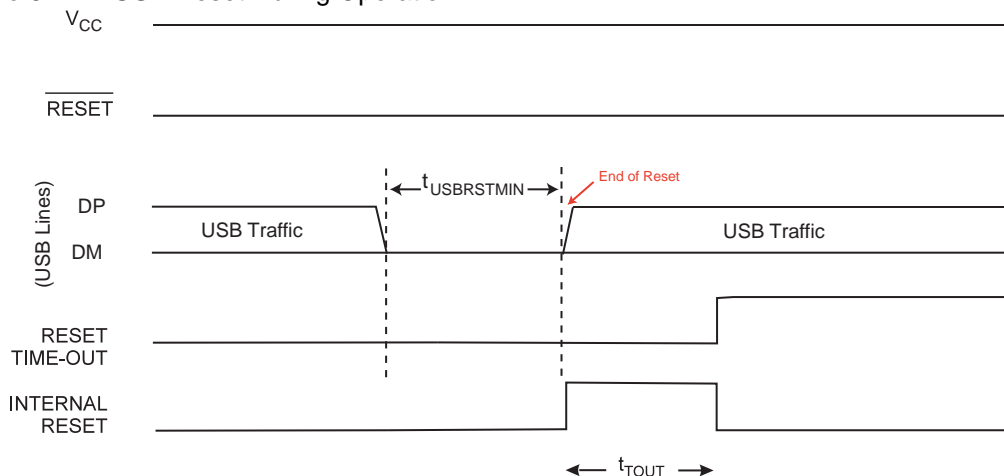 VCC
RESET
(USB Lines)
DP
DM
tUSBRSTMIN
End of Reset
USB Traffic
USB Traffic
RESET
TIME-OUT
INTERNAL
RESET
tTOUT